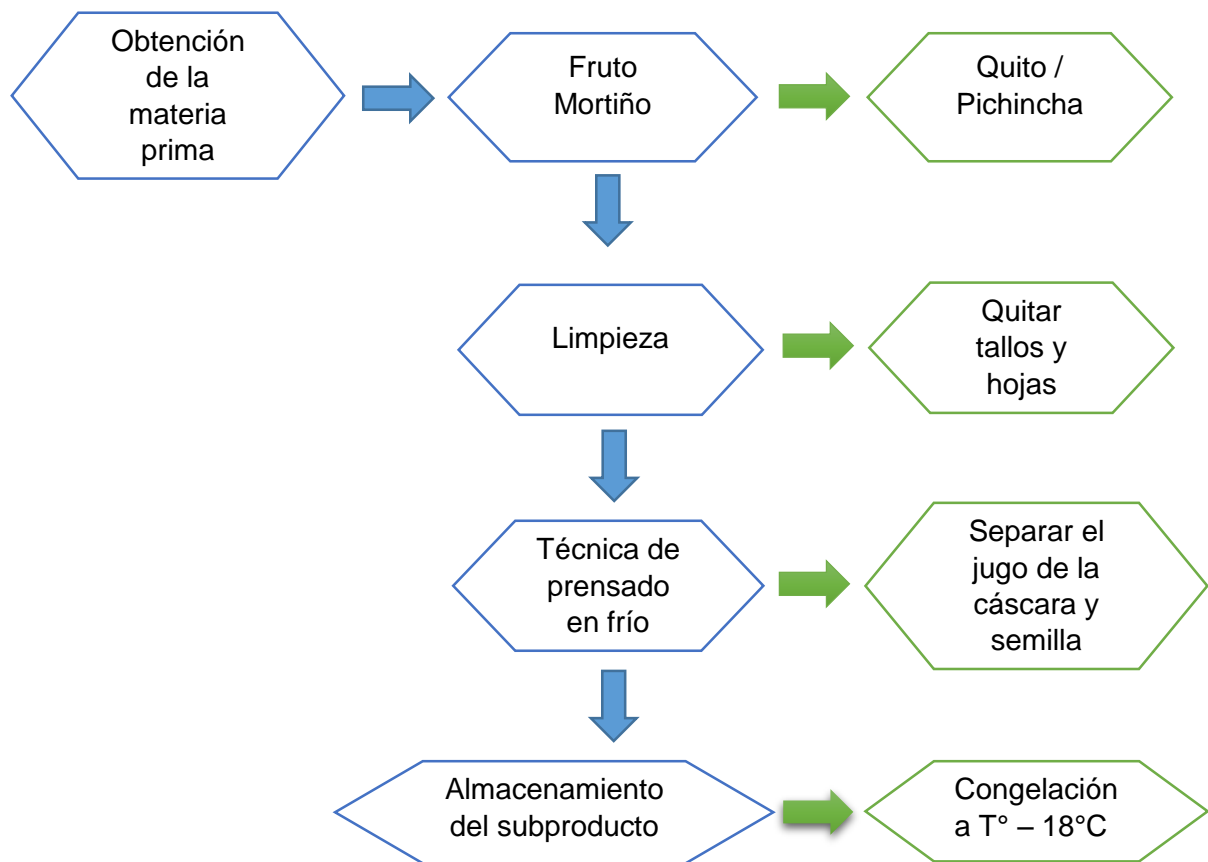 Obtención
de la
materia
prima
Fruto
Mortiño
Quito /
Pichincha
Limpieza
Quitar
tallos y
hojas
Técnica de
prensado
en frío
Separar el
jugo de la
cáscara y
semilla
Almacenamiento
del subproducto
Congelación
a T° – 18°C